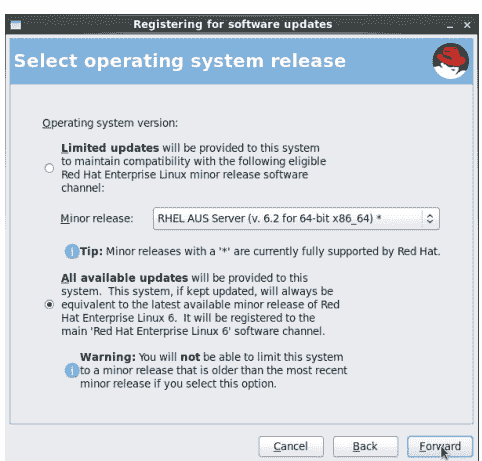 Registering for software updates
Select operating system release
Operating system version:
Limited updates will be provided to this system
to maintain compatibility with the following eligible
Red Hat Enterprise Linux minor release software
channel:
Minor release: RHEL AUS Server (v. 6.2 for 64-bit x86_64) *
Tip: Minor releases with a '*' are currently fully supported by Red Hat.
All available updates will be provided to this
system. This system, if kept updated, will always be
equivalent to the latest available minor release of Red
Hat Enterprise Linux 6. It will be registered to the
main 'Red Hat Enterprise Linux 6' software channel.
Warning: You will not be able to limit this system
to a minor release that is older than the most recent
minor release if you select this option.
Cancel Back Forward